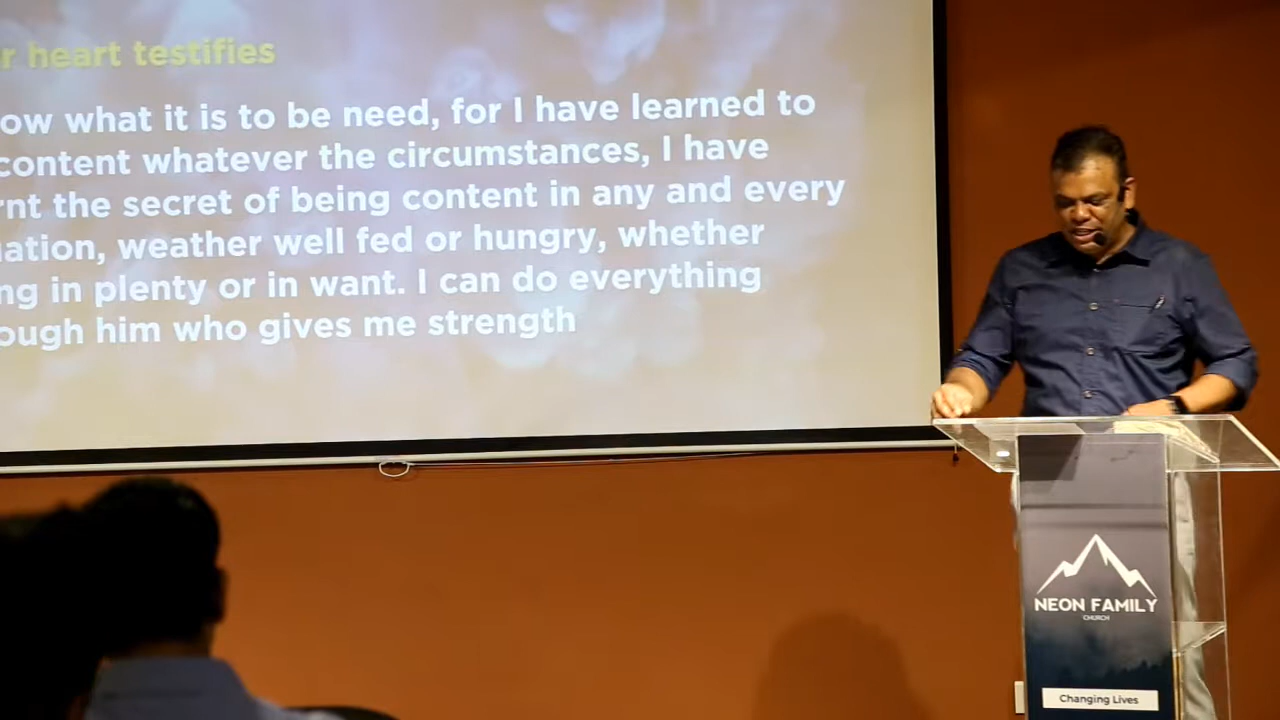 r heart testifies
ow what it is to be need, for I have learned to
content whatever the circumstances, I have
rnt the secret of being content in any and every
uation, weather well fed or hungry, whether
ng in plenty or in want. I can do everything
ough him who gives me strength
NEON FAMILY
CHURCH
Changing Lives